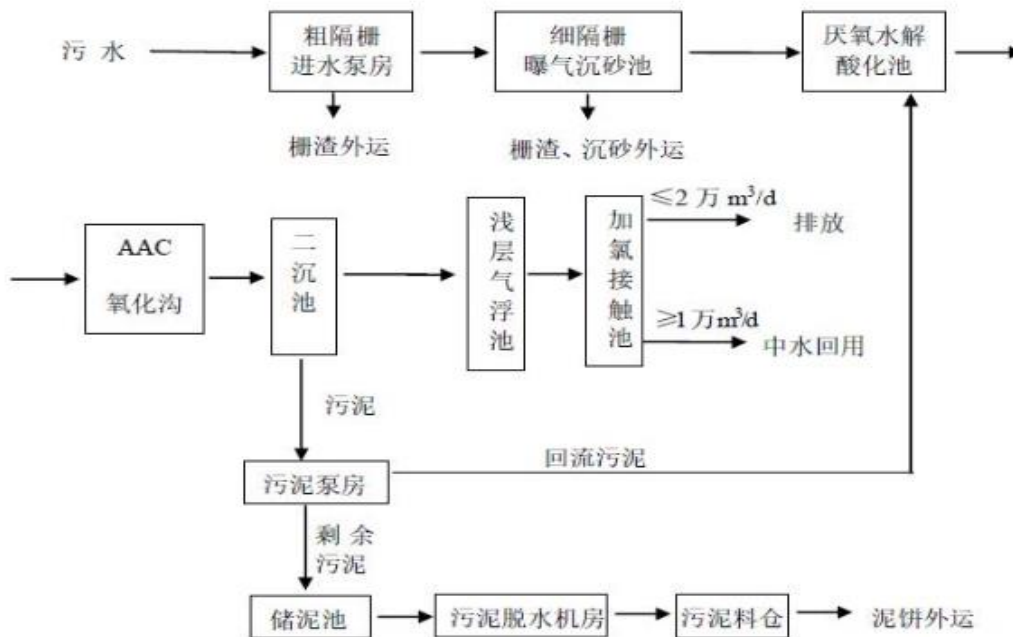 污 水
粗隔栅
进水泵房
细隔栅
曝气沉砂池
厌氧水解
酸化池
栅渣外运
栅渣、沉砂外运
AAC
氧化沟
二沉池
浅层气浮池
加氯接触池
≤2 万 m³/d
排放
≥1 万m³/d
中水回用
污泥
污泥泵房
回流污泥
剩 余
污泥
储泥池
污泥脱水机房
污泥料仓
泥饼外运